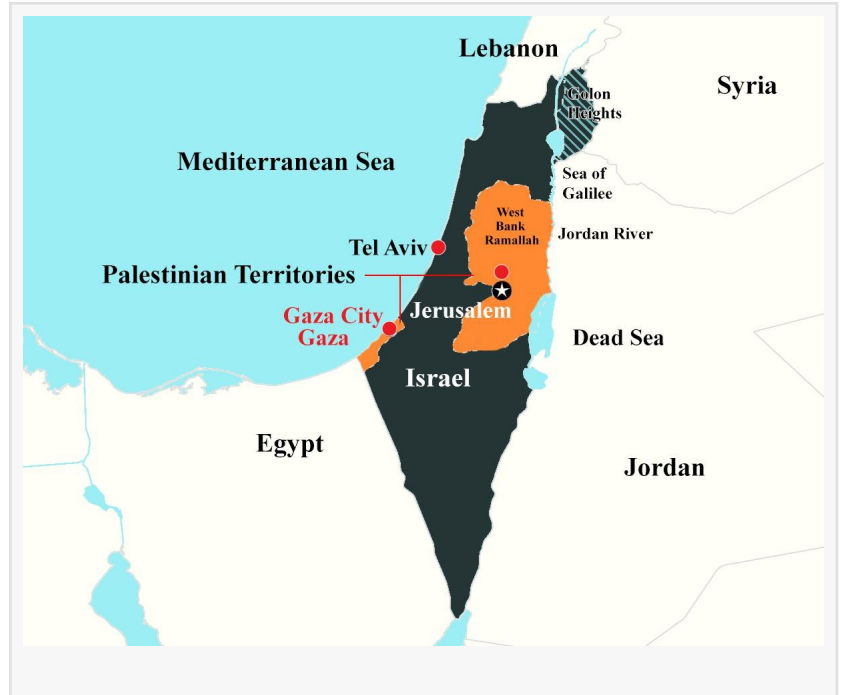 Lebanon
Syria
Golon
Heights
Mediterranean Sea
Sea of
Galilee
West
Bank
Ramallah
Jordan River
Tel Aviv
Palestinian Territories
Gaza City
Gaza
Jerusalem
Dead Sea
Israel
Egypt
Jordan